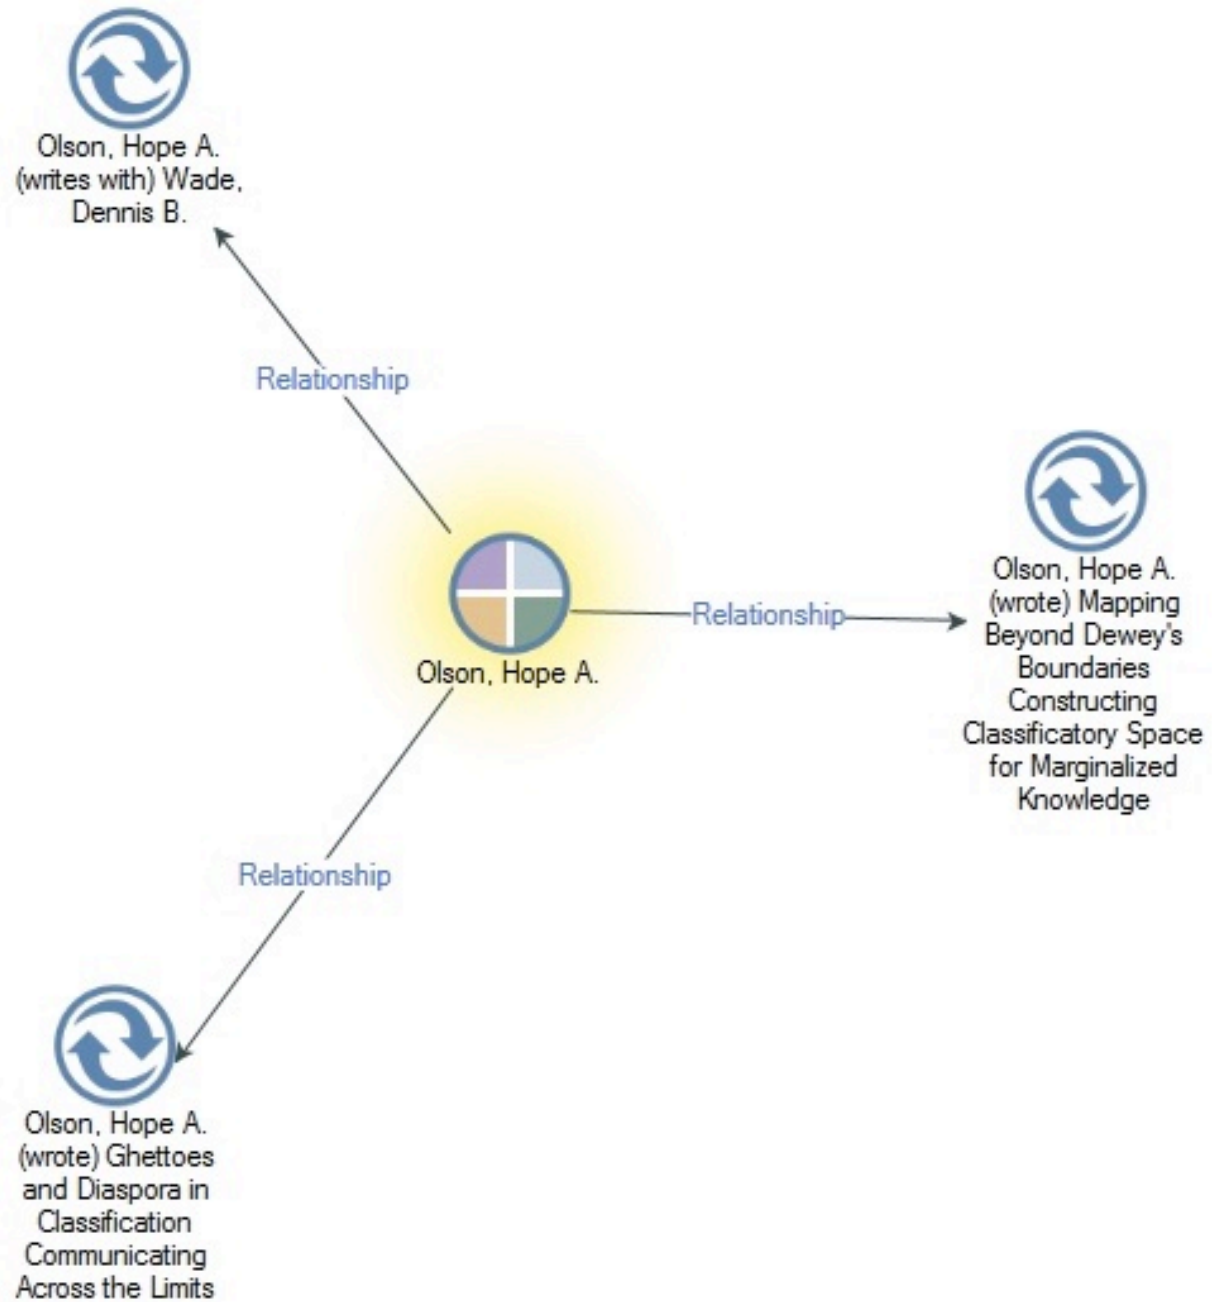 Olson, Hope A.
(writes with) Wade,
Dennis B.
Relationship
Olson, Hope A.
(wrote) Mapping
Beyond Dewey's
Boundaries
Constructing
Classificatory Space
for Marginalized
Knowledge
Relationship
Olson, Hope A.
Relationship
Olson, Hope A.
(wrote) Ghettoes
and Diaspora in
Classification
Communicating
Across the Limits